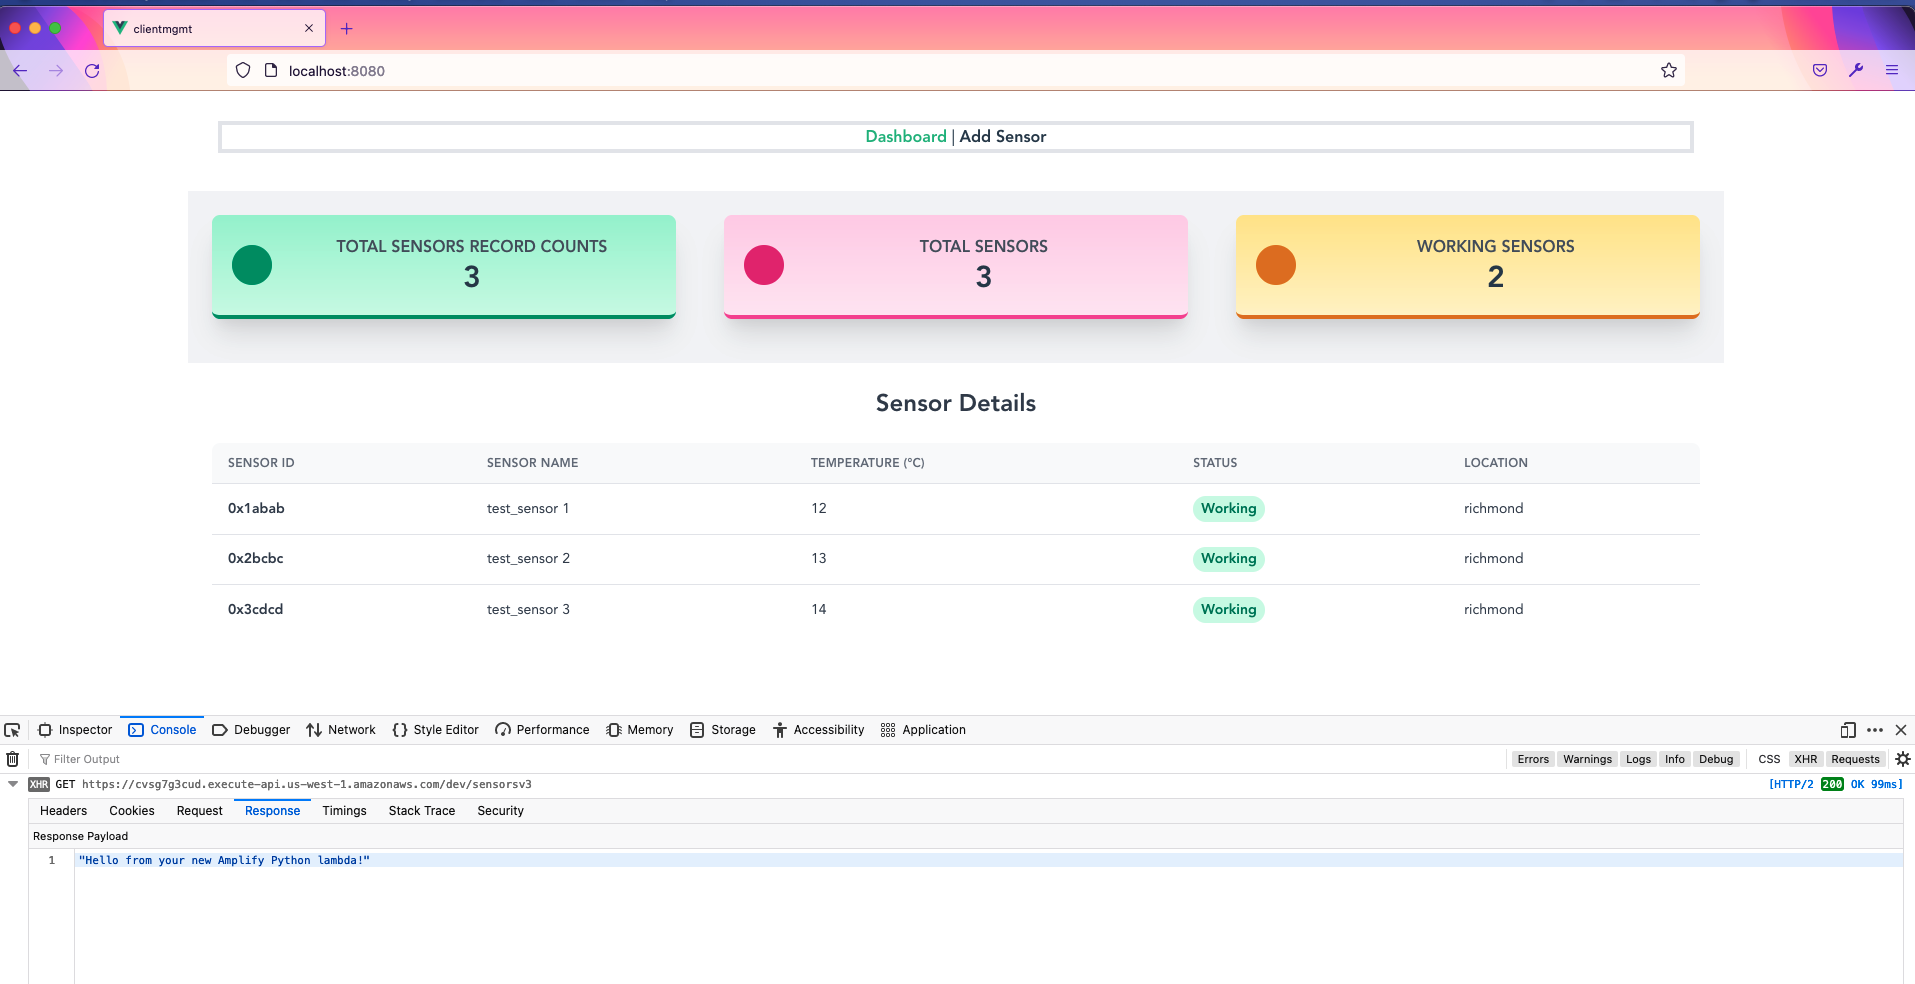 clientmgmt
localhost:8080
Dashboard | Add Sensor
TOTAL SENSORS RECORD COUNTS
3
TOTAL SENSORS
3
WORKING SENSORS
2
Sensor Details
SENSOR ID SENSOR NAME TEMPERATURE (°C) STATUS LOCATION
0x1abab test_sensor 1 12 Working richmond
0x2bcbc test_sensor 2 13 Working richmond
0x3cdcd test_sensor 3 14 Working richmond
Inspector Console Debugger Network Style Editor Performance Memory Storage Accessibility Application
Filter Output Errors Warnings Logs Info Debug CSS XHR Requests
XHR GET https://cvsg7g3cud.execute-api.us-west-1.amazonaws.com/dev/sensorsv3 [HTTP/2 200 OK 99ms]
Headers Cookies Request Response Timings Stack Trace Security
Response Payload
1 "Hello from your new Amplify Python lambda!"